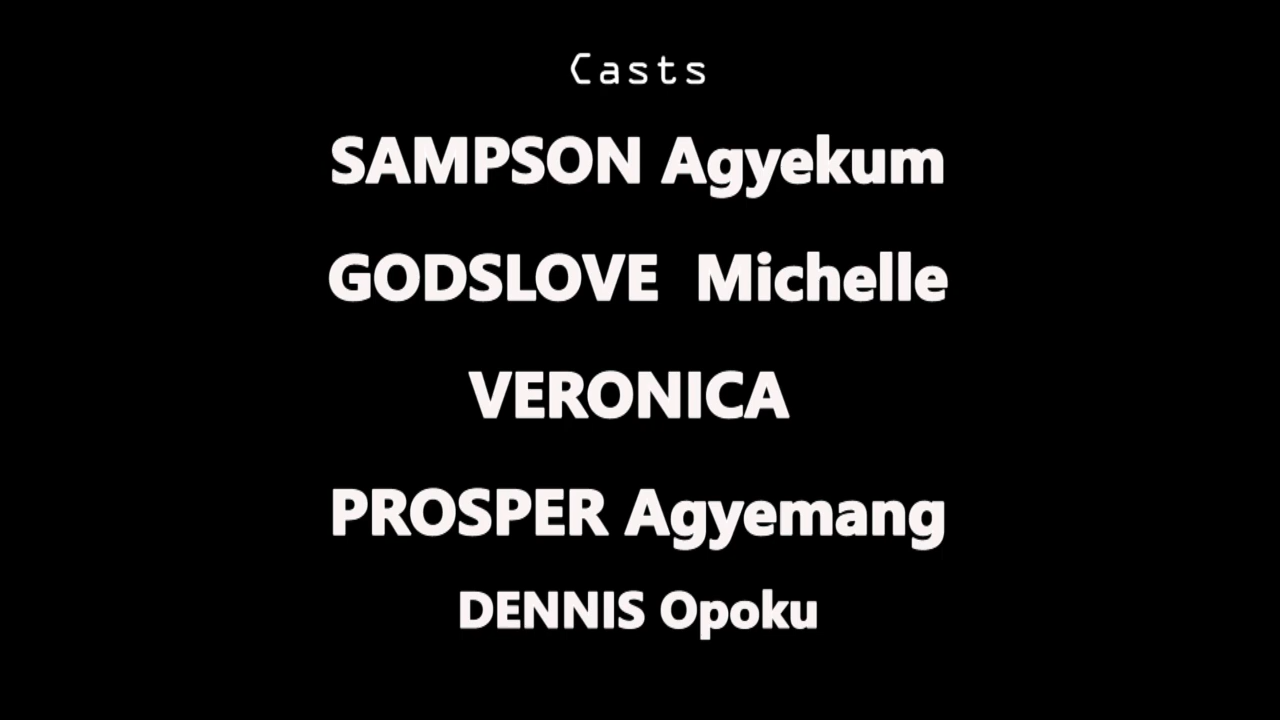 Casts
SAMPSON Agyekum
GODSLOVE  Michelle
VERONICA
PROSPER Agyemang
DENNIS Opoku